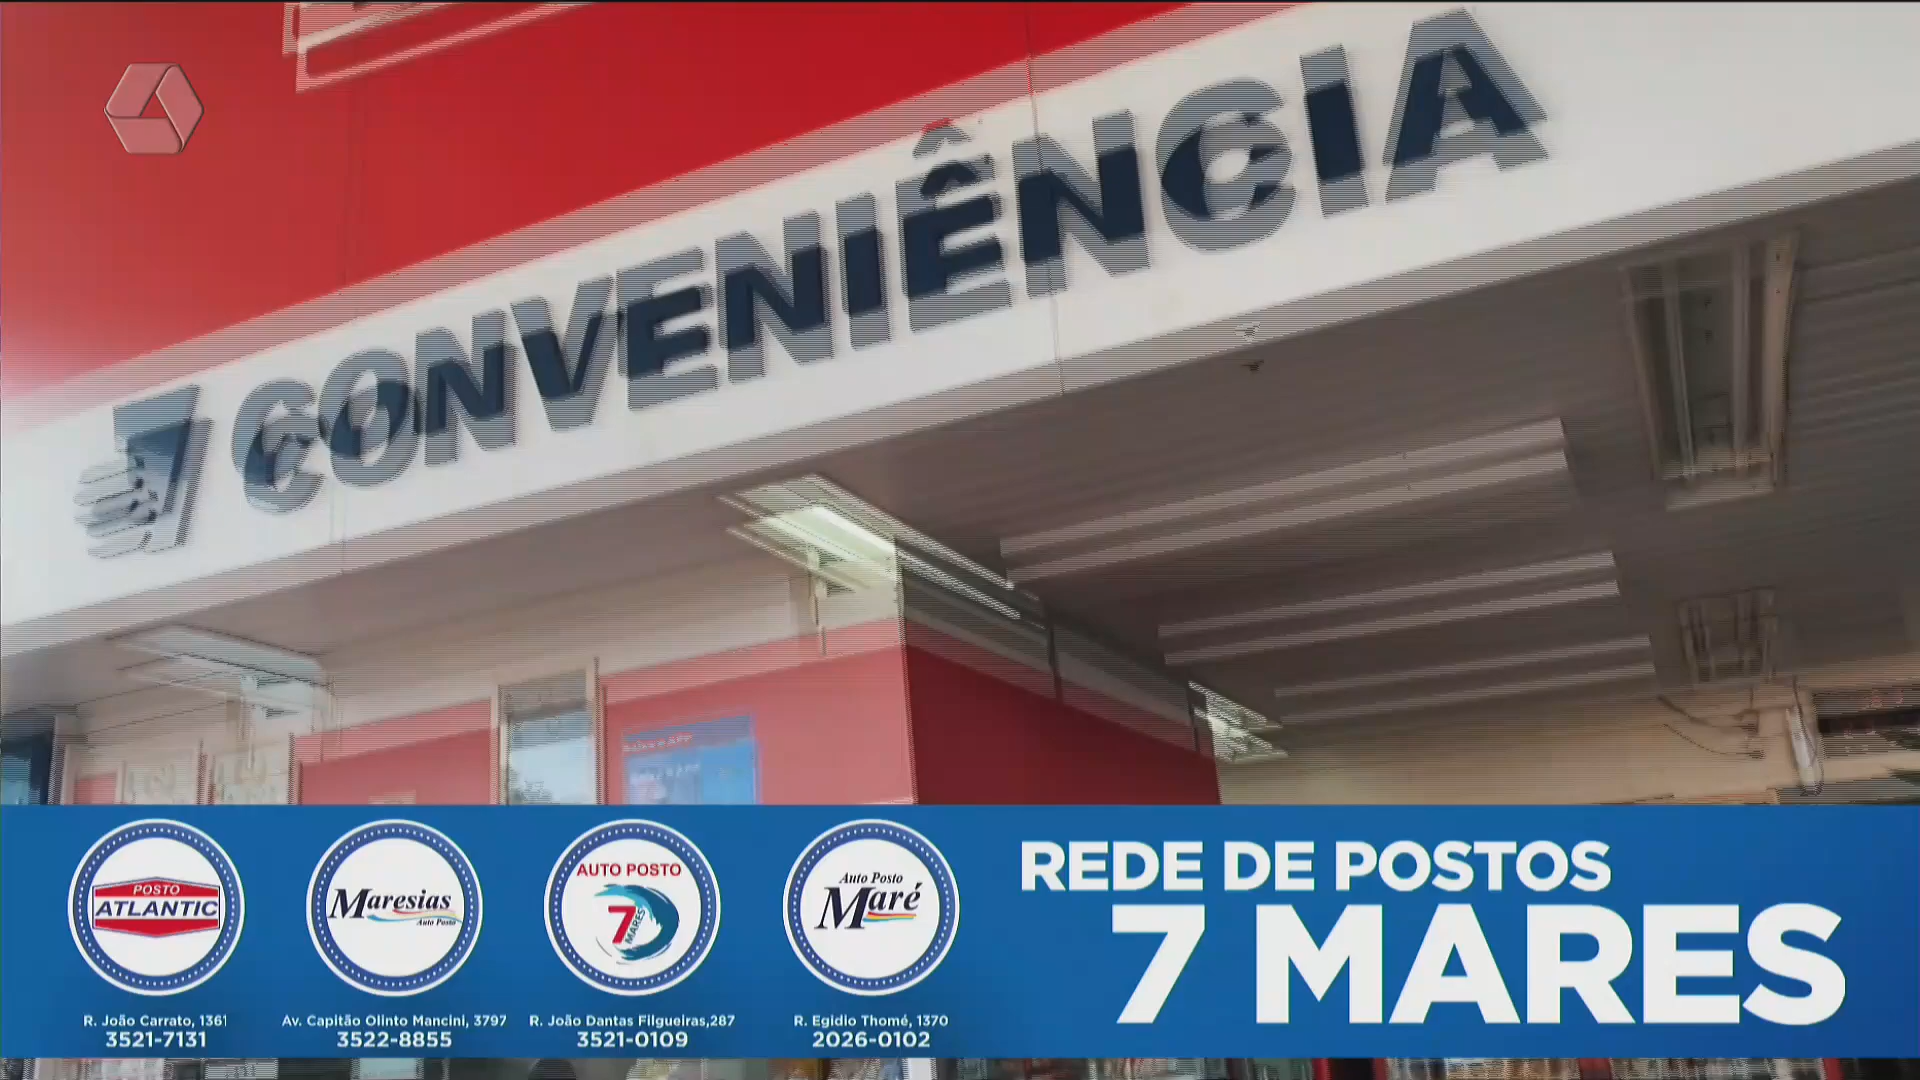 7 CONVENIÊNCIA
POSTO
ATLANTIC
R. João Carrato, 1361
3521-7131
Maresias
Auto Posto
Av. Capitão Olinto Mancini, 3797
3522-8855
AUTO POSTO
7
MARES
R. João Dantas Filgueiras,287
3521-0109
Auto Posto
Maré
R. Egidio Thomé, 1370
2026-0102
REDE DE POSTOS
7 MARES